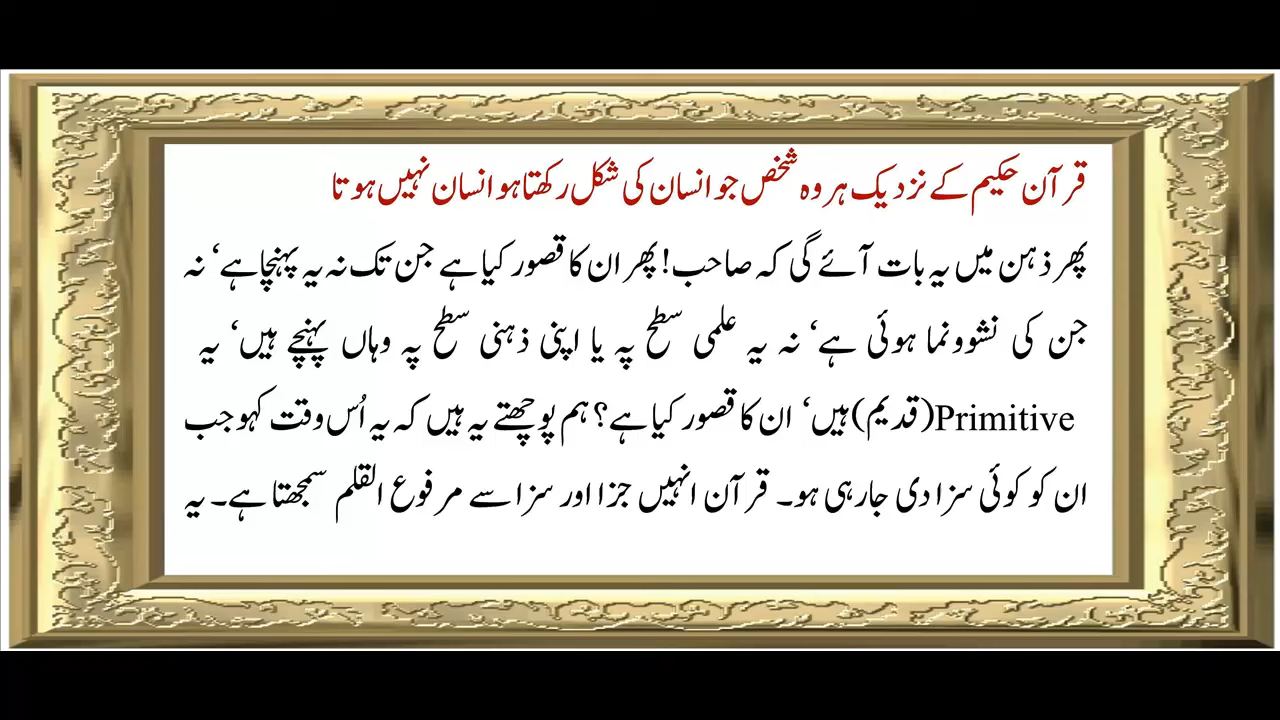 قرآن حکیم کے نزدیک ہر وہ شخص جو انسان کی شکل رکھتا ہو انسان نہیں ہوتا
پھر ذہن میں یہ بات آئے گی کہ صاحب! پھر ان کا قصور کیا ہے جن تک نہ یہ پہنچا ہے‘ نہ
جن کی نشوونما ہوئی ہے‘ نہ یہ علمی سطح پہ یا اپنی ذہنی سطح پہ وہاں پہنچے ہیں‘ یہ
Primitive(قدیم) ہیں‘ ان کا قصور کیا ہے؟ ہم پوچھتے یہ ہیں کہ یہ اُس وقت کہو جب
ان کو کوئی سزا دی جا رہی ہو۔ قرآن انہیں جزا اور سزا سے مرفوع القلم سمجھتا ہے۔ یہ